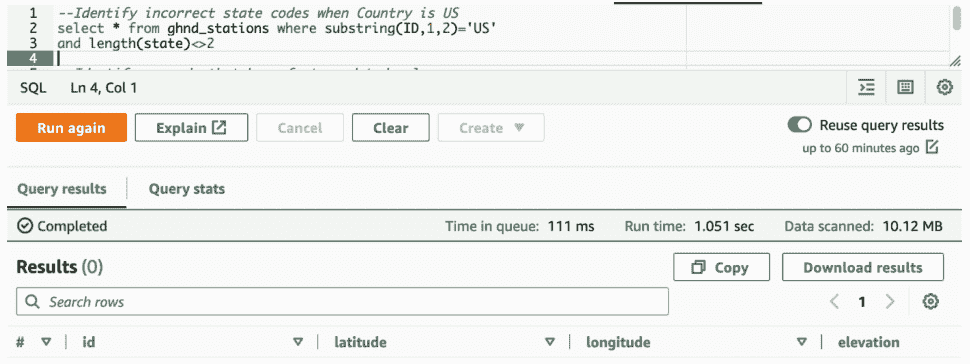 1 --Identify incorrect state codes when Country is US
2 select * from ghnd_stations where substring(ID,1,2)='US'
3 and length(state)<>2
4
SQL Ln 4, Col 1
Run again Explain Cancel Clear Create Reuse query results
up to 60 minutes ago
Query results Query stats
Completed Time in queue: 111 ms Run time: 1.051 sec Data scanned: 10.12 MB
Results (0) Copy Download results
Search rows 1
# id latitude longitude elevation